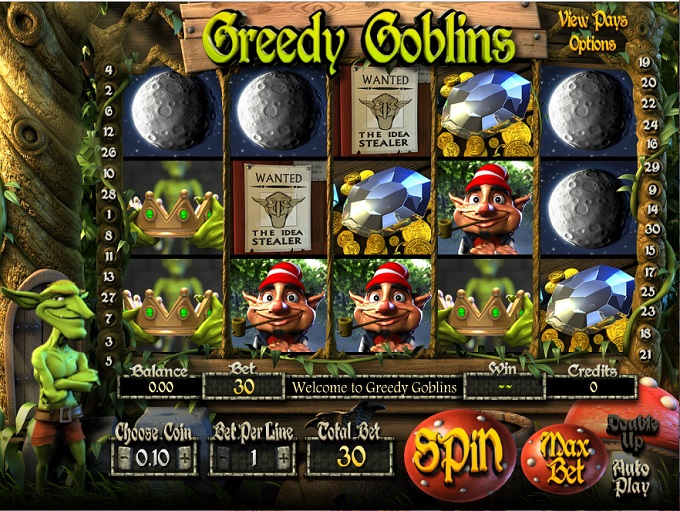 Greedy Goblins
View Pays
Options
4
2
6
12
26
10
28
1
8
11
13
27
7
3
5
WANTED
THE IDEA
STEALER
WANTED
THE IDEA
STEALER
19
20
22
24
16
29
9
14
30
15
17
25
23
18
21
Balance
0.00
Bet
30
Welcome to Greedy Goblins
Win
--
Credits
0
Choose Coin
0.10
Bet Per Line
1
Total Bet
30
SPIN
Max
Bet
Double
Up
Auto
Play